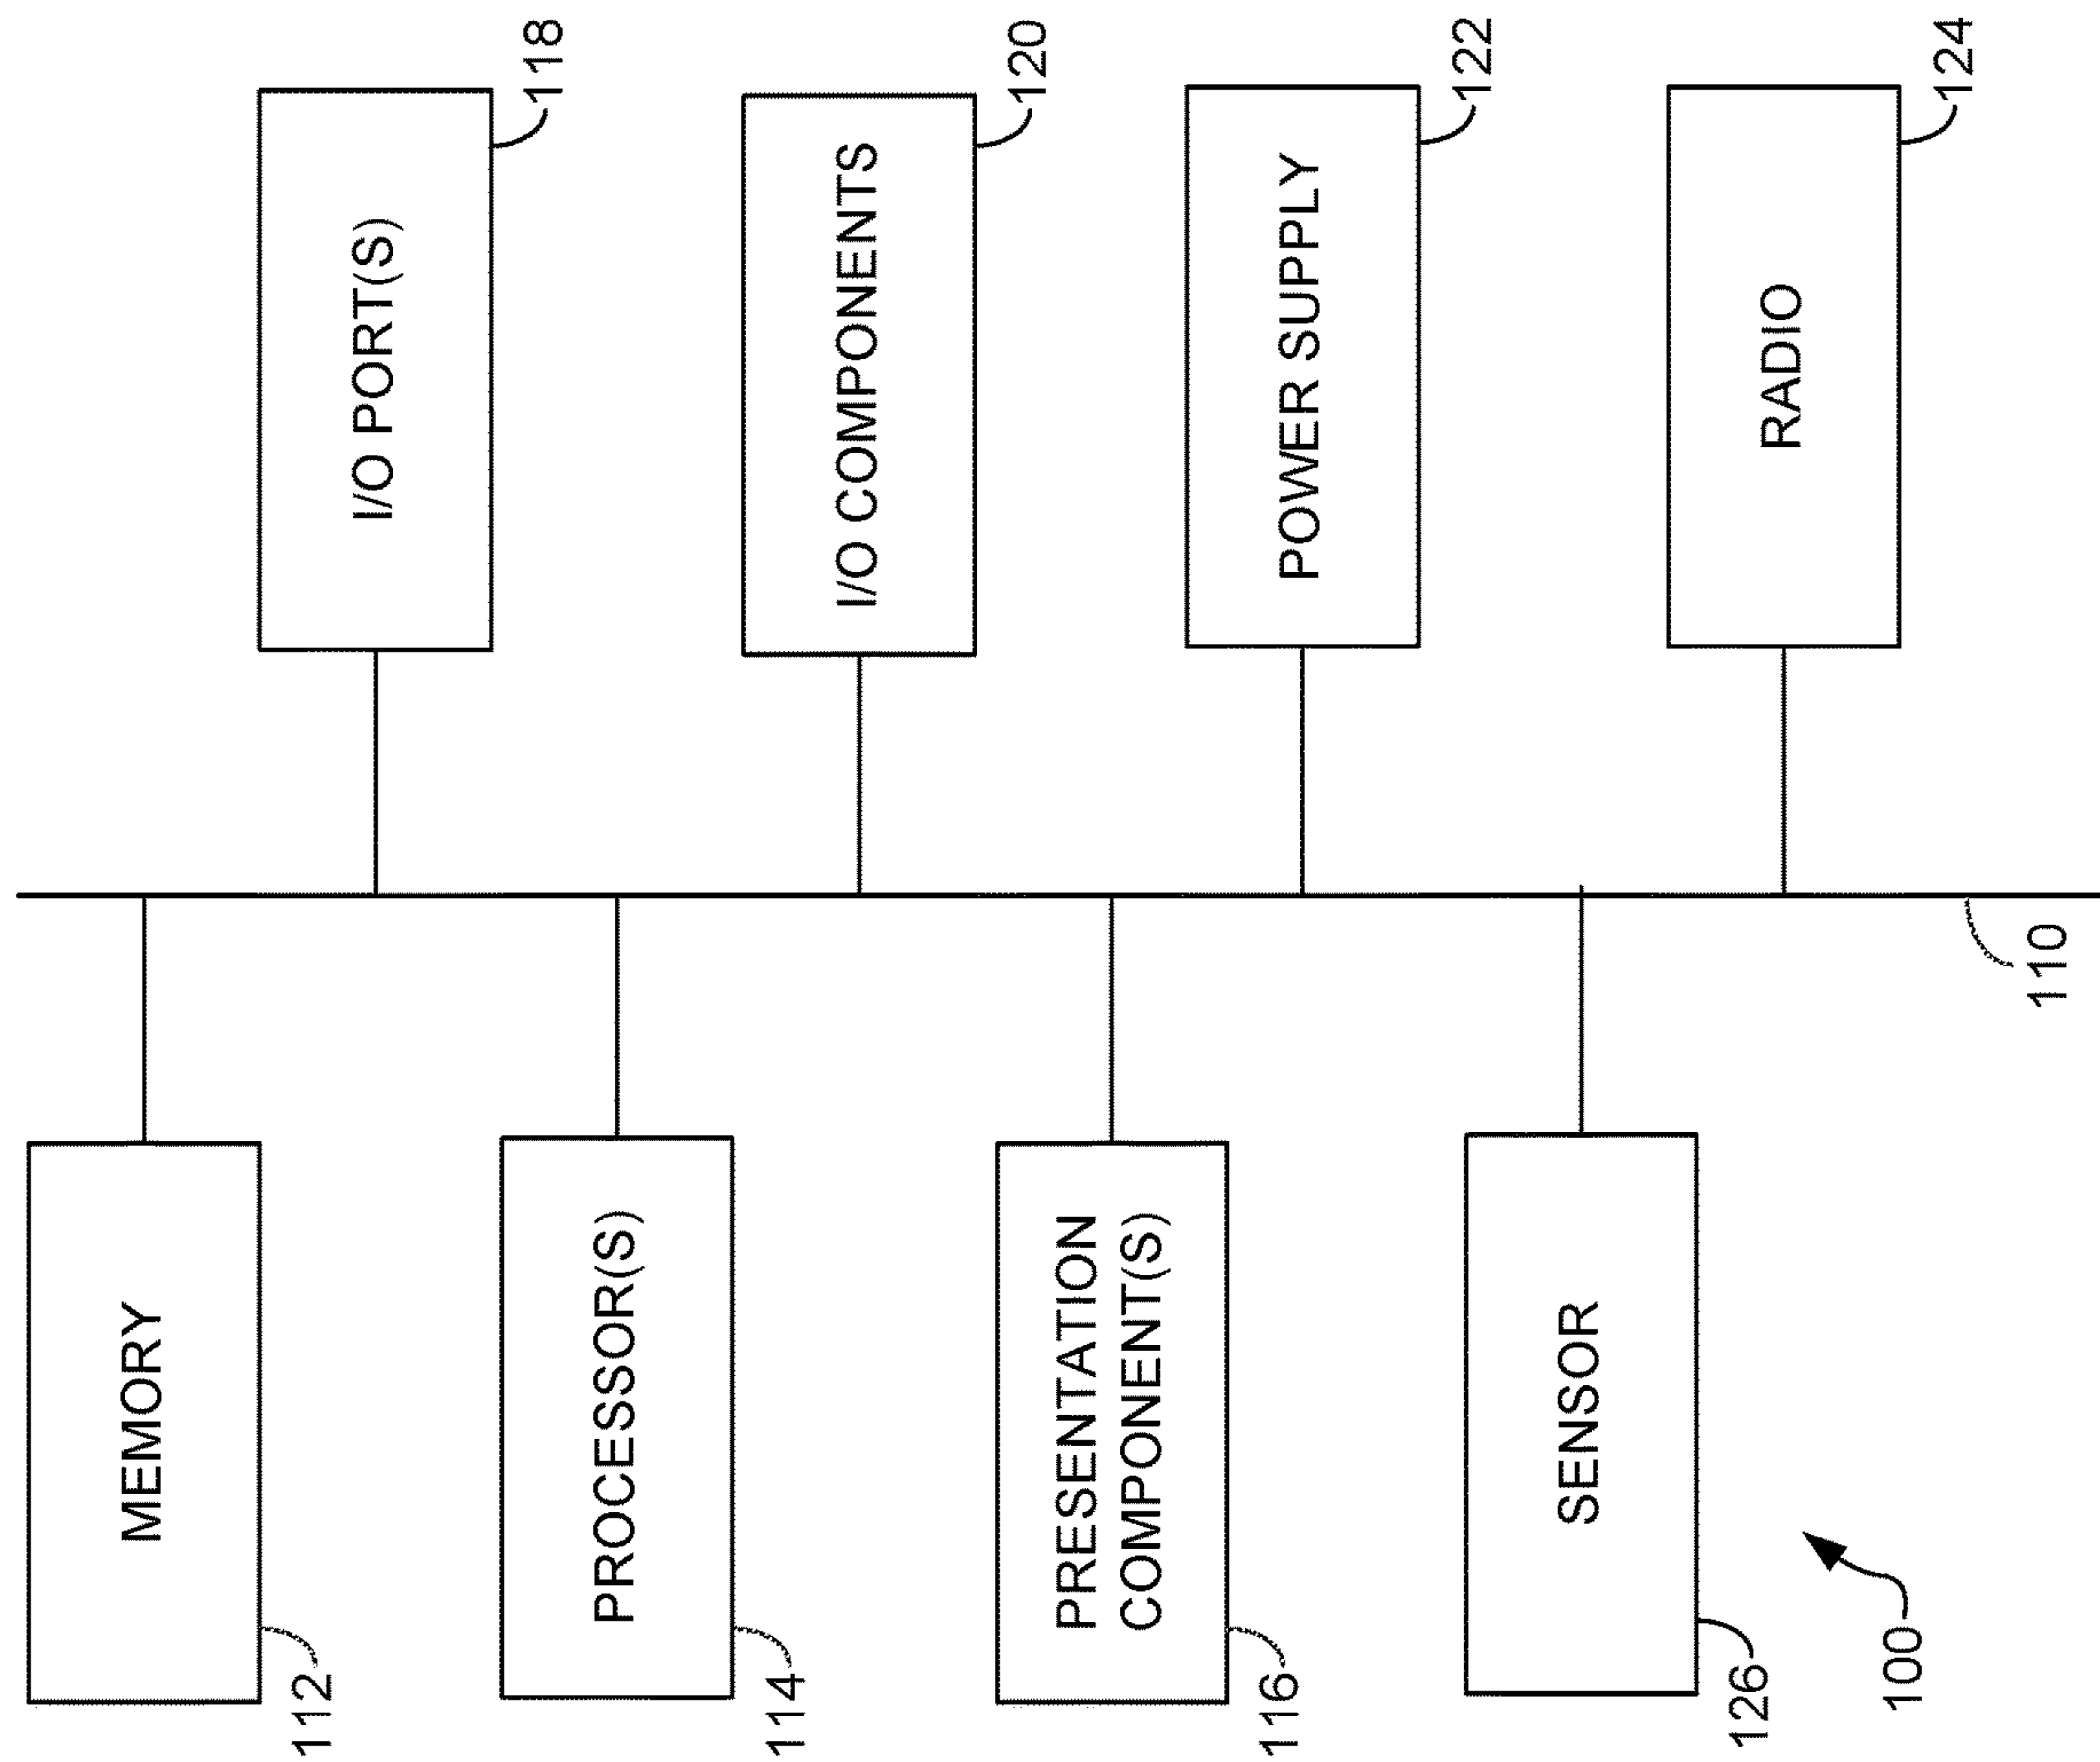 MEMORY
112
PROCESSOR(S)
114
PRESENTATION
COMPONENT(S)
116
SENSOR
126
100
110
I/O PORT(S)
118
I/O COMPONENTS
120
POWER SUPPLY
122
RADIO
124